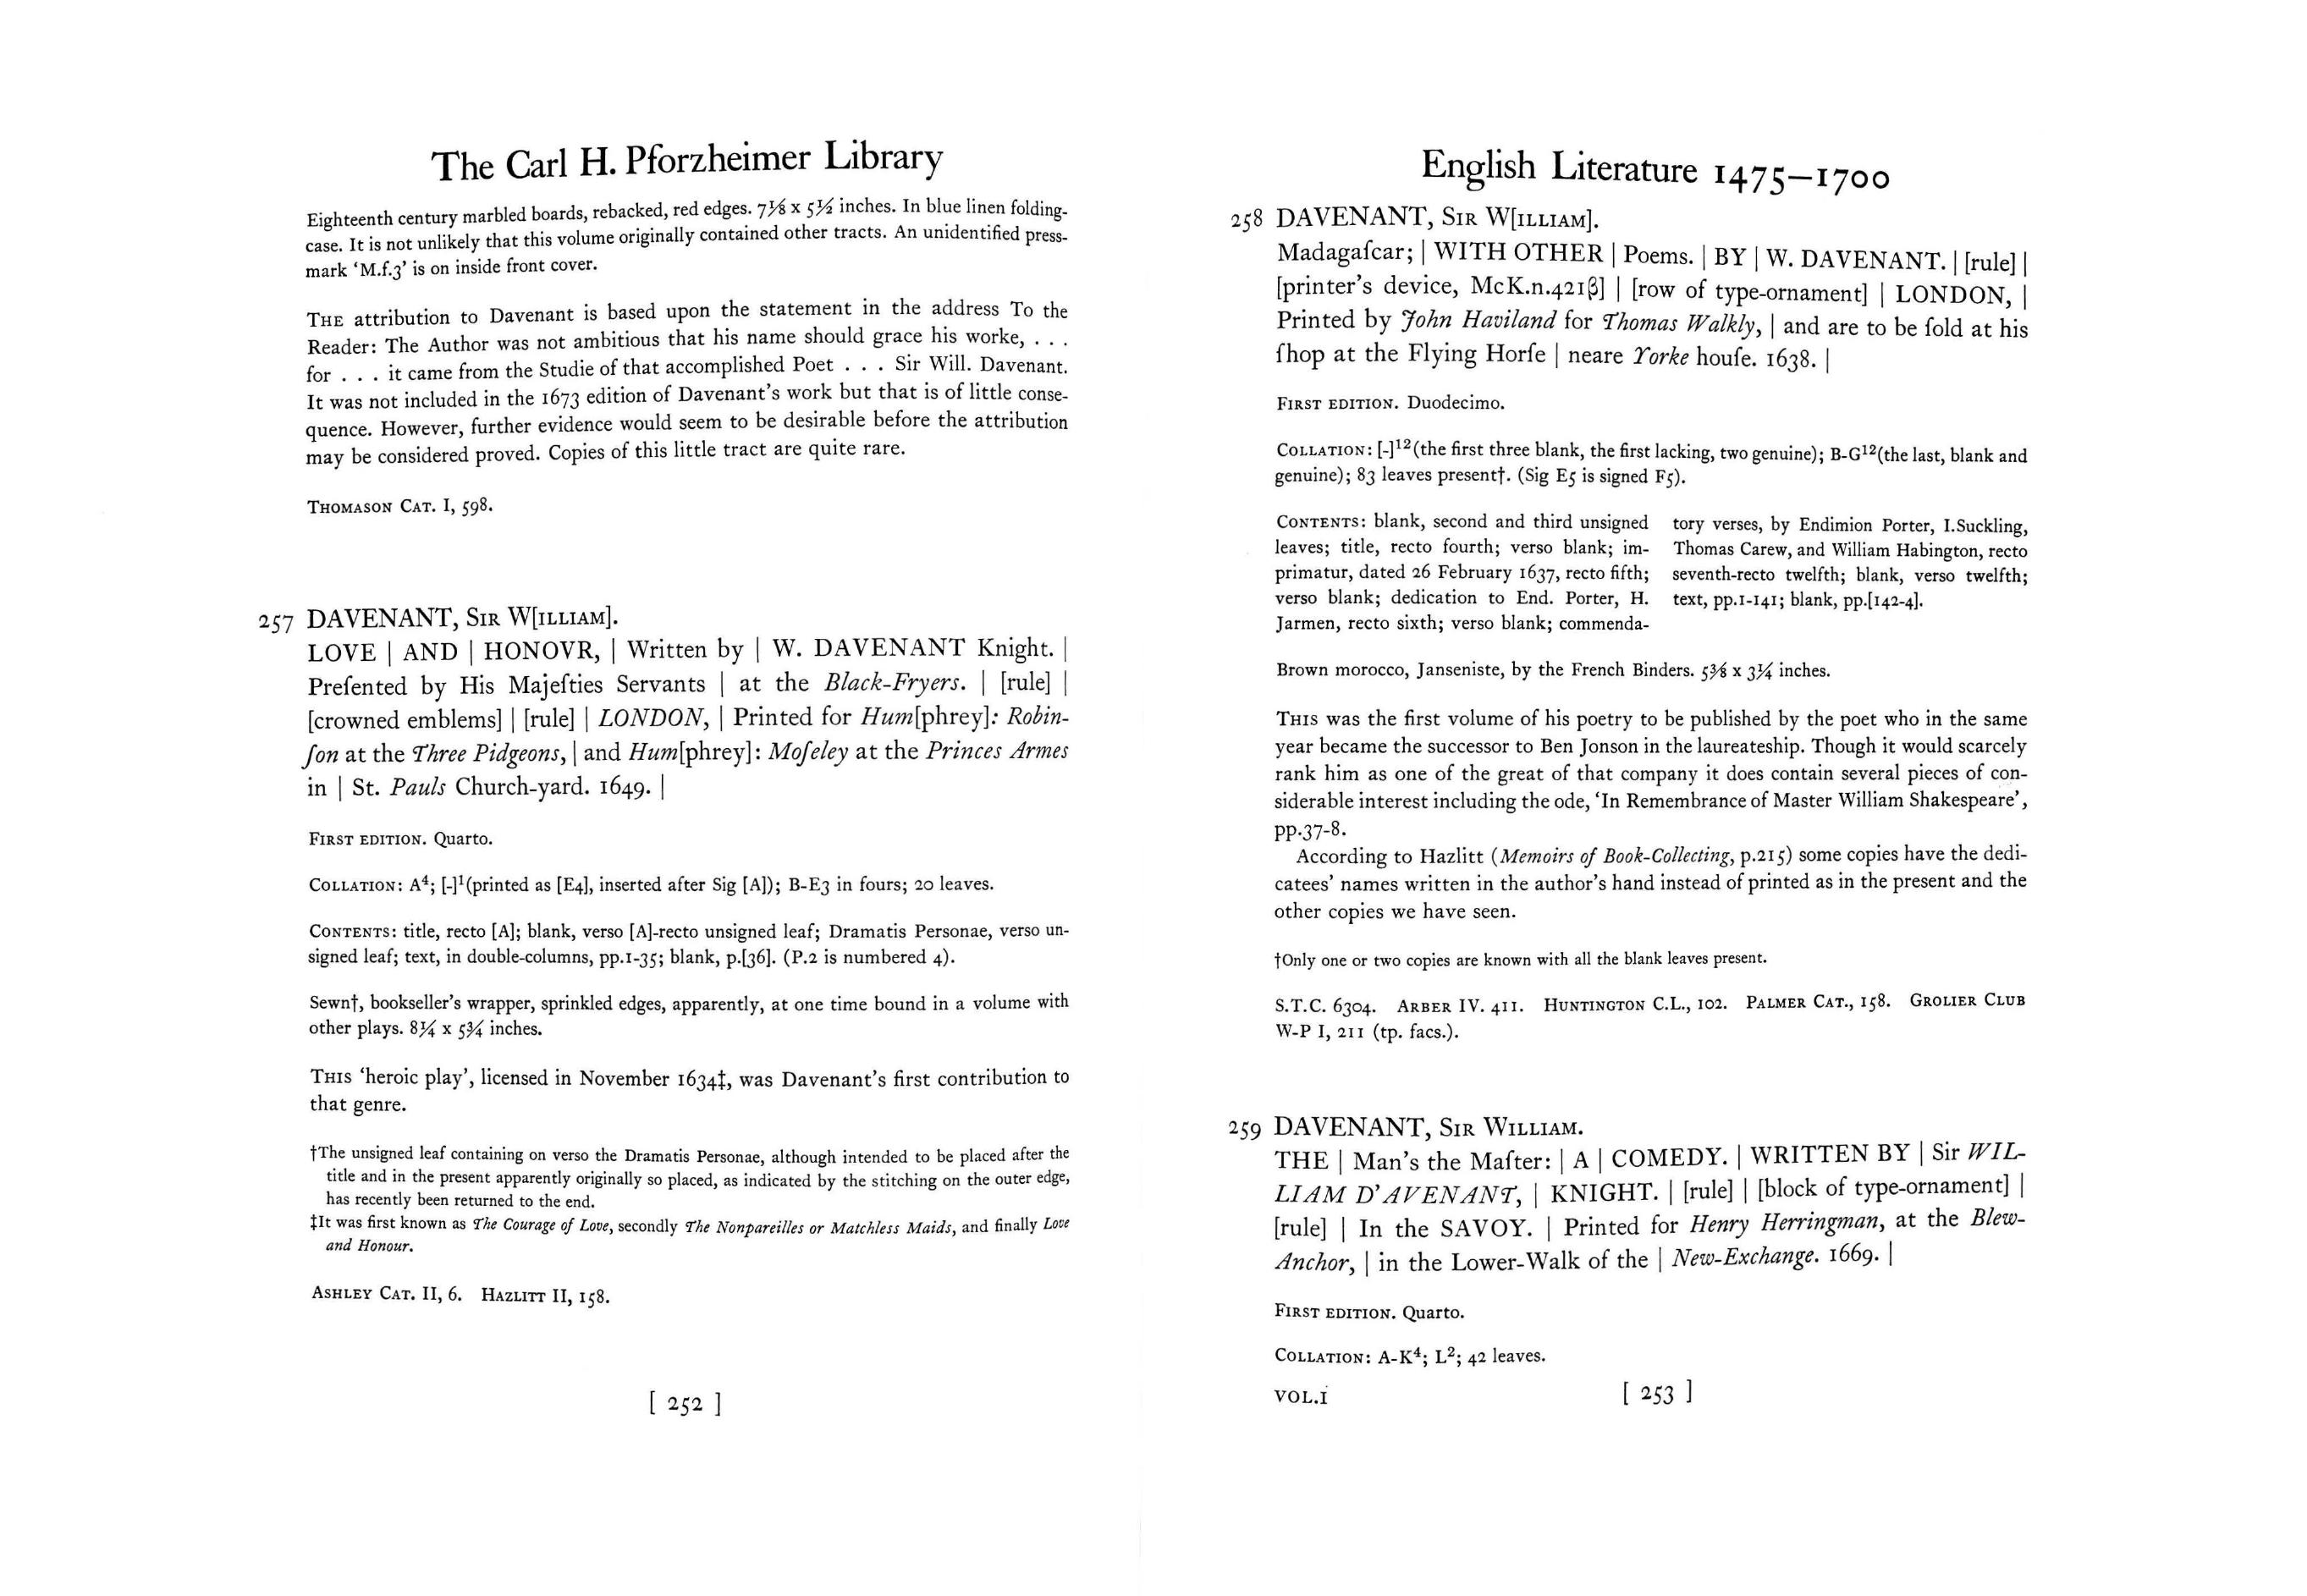 The Carl H. Pforzheimer Library
Eighteenth century marbled boards, rebacked, red edges. 7⅛ x 5½ inches. In blue linen folding-
case. It is not unlikely that this volume originally contained other tracts. An unidentified press-
mark ‘M.f.3’ is on inside front cover.
THE attribution to Davenant is based upon the statement in the address To the
Reader: The Author was not ambitious that his name should grace his worke, . . .
for . . . it came from the Studie of that accomplished Poet . . . Sir Will. Davenant.
It was not included in the 1673 edition of Davenant's work but that is of little conse-
quence. However, further evidence would seem to be desirable before the attribution
may be considered proved. Copies of this little tract are quite rare.
THOMASON CAT. I, 598.
257 DAVENANT, SIR W[ILLIAM].
LOVE | AND | HONOVR, | Written by | W. DAVENANT Knight. |
Preſented by His Majeſties Servants | at the Black-Fryers. | [rule] |
[crowned emblems] | [rule] | LONDON, | Printed for Hum[phrey]: Robin-
ſon at the Three Pidgeons, | and Hum[phrey]: Moſeley at the Princes Armes
in | St. Pauls Church-yard. 1649. |
FIRST EDITION. Quarto.
COLLATION: A⁴; [-]¹(printed as [E4], inserted after Sig [A]); B-E3 in fours; 20 leaves.
CONTENTS: title, recto [A]; blank, verso [A]-recto unsigned leaf; Dramatis Personae, verso un-
signed leaf; text, in double-columns, pp.1-35; blank, p.[36]. (P.2 is numbered 4).
Sewn†, bookseller's wrapper, sprinkled edges, apparently, at one time bound in a volume with
other plays. 8¼ x 5¾ inches.
THIS ‘heroic play’, licensed in November 1634‡, was Davenant's first contribution to
that genre.
†The unsigned leaf containing on verso the Dramatis Personae, although intended to be placed after the
title and in the present apparently originally so placed, as indicated by the stitching on the outer edge,
has recently been returned to the end.
‡It was first known as The Courage of Love, secondly The Nonpareilles or Matchless Maids, and finally Love
and Honour.
ASHLEY CAT. II, 6. HAZLITT II, 158.
[ 252 ]
English Literature 1475–1700
258 DAVENANT, SIR W[ILLIAM].
Madagaſcar; | WITH OTHER | Poems. | BY | W. DAVENANT. | [rule] |
[printer's device, McK.n.421β] | [row of type-ornament] | LONDON, |
Printed by John Haviland for Thomas Walkly, | and are to be ſold at his
ſhop at the Flying Horſe | neare Yorke houſe. 1638. |
FIRST EDITION. Duodecimo.
COLLATION: [-]¹²(the first three blank, the first lacking, two genuine); B-G¹²(the last, blank and
genuine); 83 leaves present†. (Sig E5 is signed F5).
CONTENTS: blank, second and third unsigned
leaves; title, recto fourth; verso blank; im-
primatur, dated 26 February 1637, recto fifth;
verso blank; dedication to End. Porter, H.
Jarmen, recto sixth; verso blank; commenda-
tory verses, by Endimion Porter, I.Suckling,
Thomas Carew, and William Habington, recto
seventh-recto twelfth; blank, verso twelfth;
text, pp.1-141; blank, pp.[142-4].
Brown morocco, Janseniste, by the French Binders. 5⅜ x 3¼ inches.
THIS was the first volume of his poetry to be published by the poet who in the same
year became the successor to Ben Jonson in the laureateship. Though it would scarcely
rank him as one of the great of that company it does contain several pieces of con-
siderable interest including the ode, ‘In Remembrance of Master William Shakespeare’,
pp.37-8.
According to Hazlitt (Memoirs of Book-Collecting, p.215) some copies have the dedi-
catees' names written in the author's hand instead of printed as in the present and the
other copies we have seen.
†Only one or two copies are known with all the blank leaves present.
S.T.C. 6304. ARBER IV. 411. HUNTINGTON C.L., 102. PALMER CAT., 158. GROLIER CLUB
W-P I, 211 (tp. facs.).
259 DAVENANT, SIR WILLIAM.
THE | Man's the Maſter: | A | COMEDY. | WRITTEN BY | Sir WIL-
LIAM D'AVENANT, | KNIGHT. | [rule] | [block of type-ornament] |
[rule] | In the SAVOY. | Printed for Henry Herringman, at the Blew-
Anchor, | in the Lower-Walk of the | New-Exchange. 1669. |
FIRST EDITION. Quarto.
COLLATION: A-K⁴; L²; 42 leaves.
VOL.I [ 253 ]